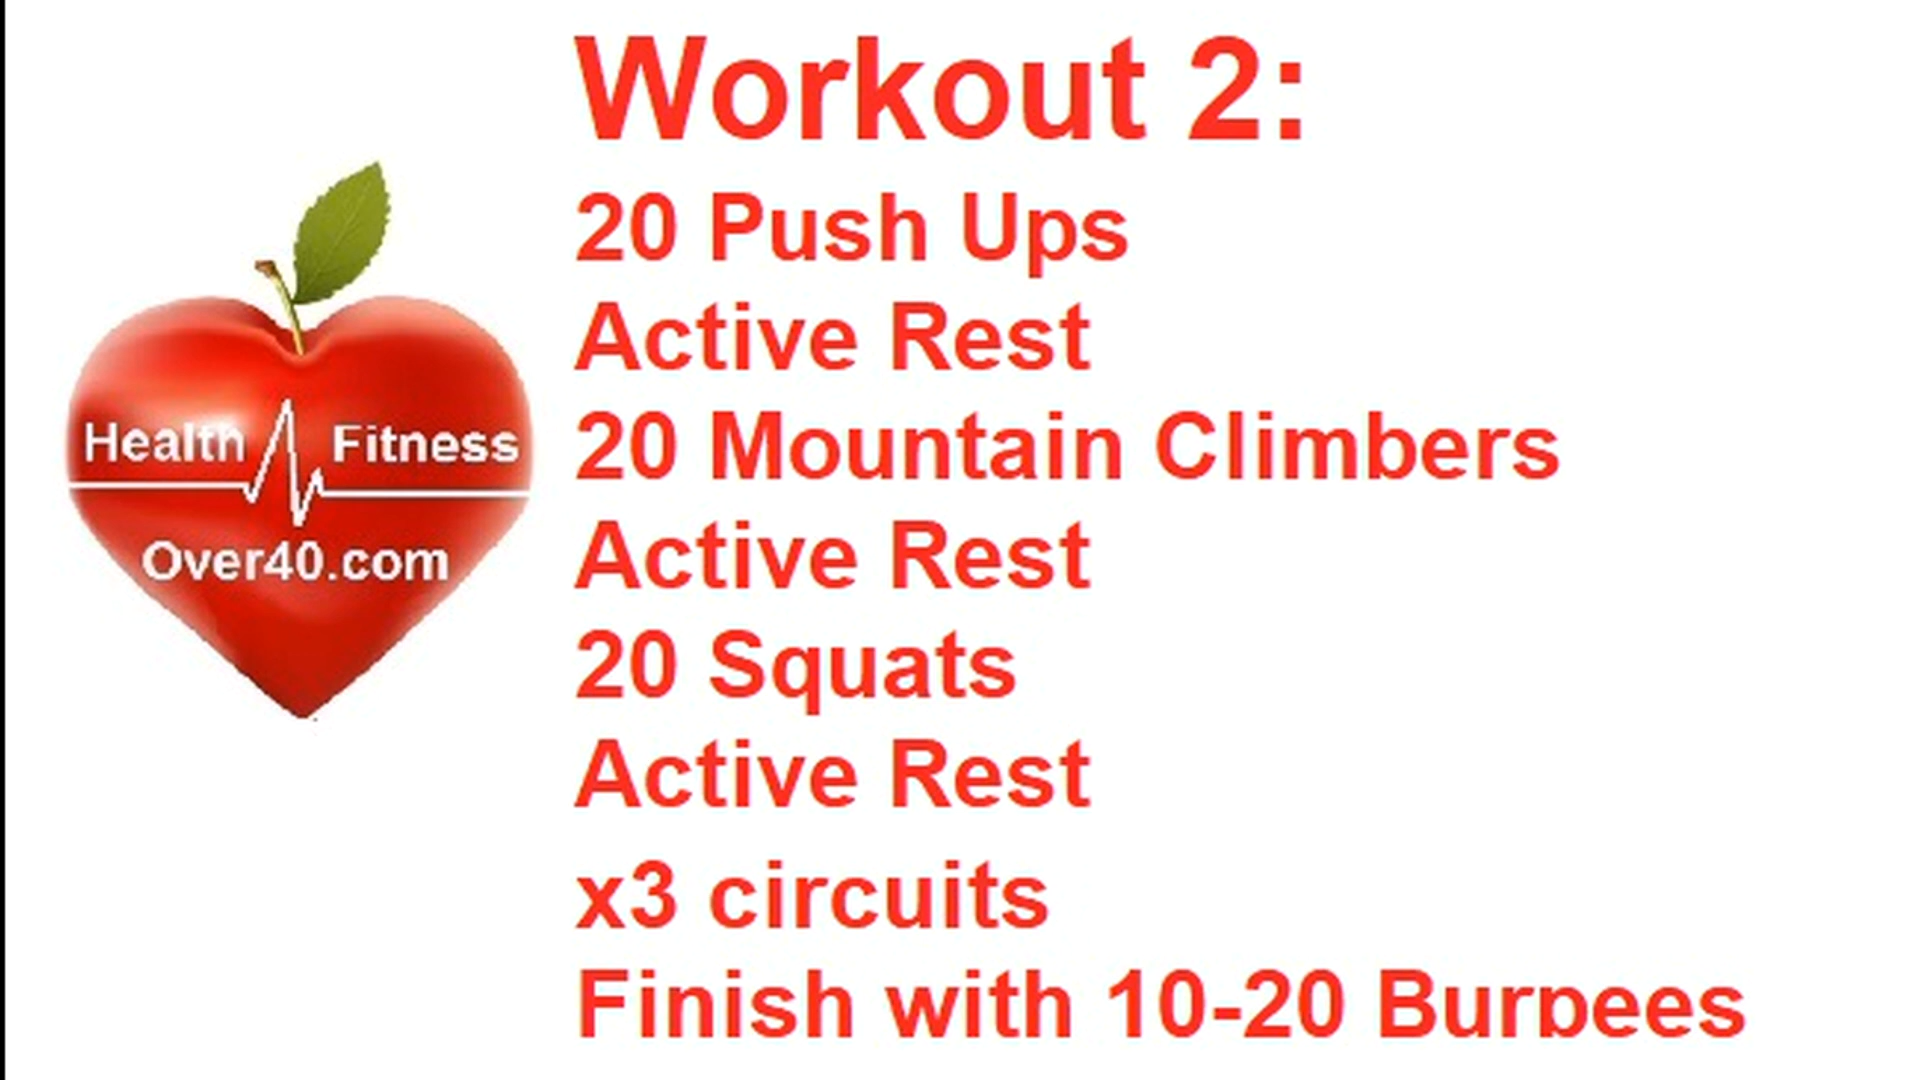 Workout 2:
20 Push Ups
Active Rest
20 Mountain Climbers
Active Rest
20 Squats
Active Rest
x3 circuits
Finish with 10-20 Burpees
Health Fitness
Over40.com